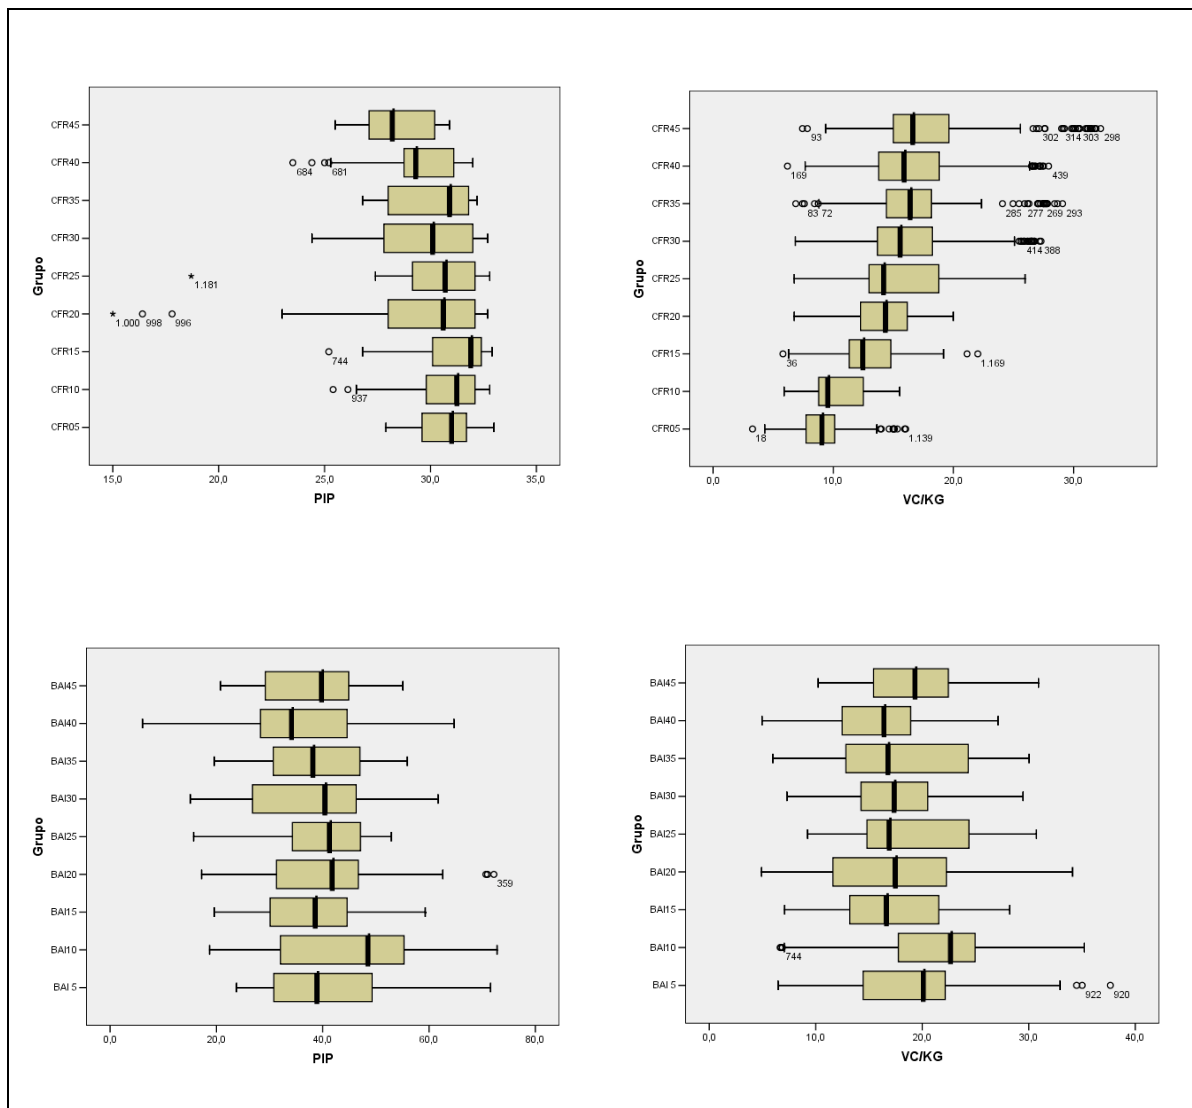 CFR45
CFR40
684 681
CFR35
CFR30
CFR25
1.181
CFR20
1.000 998 996
CFR15
744
CFR10
937
CFR05
Grupo
15,0 20,0 25,0 30,0 35,0
PIP
CFR45
93 302 314 303 298
CFR40
169 439
CFR35
83 72 285 277 269 293
CFR30
414 388
CFR25
CFR20
CFR15
36 1.169
CFR10
CFR05
18 1.139
Grupo
0,0 10,0 20,0 30,0
VC/KG
BAI45
BAI40
BAI35
BAI30
BAI25
BAI20
359
BAI15
BAI10
BAI 5
Grupo
0,0 20,0 40,0 60,0 80,0
PIP
BAI45
BAI40
BAI35
BAI30
BAI25
BAI20
BAI15
BAI10
744
BAI 5
922 920
Grupo
0,0 10,0 20,0 30,0 40,0
VC/KG